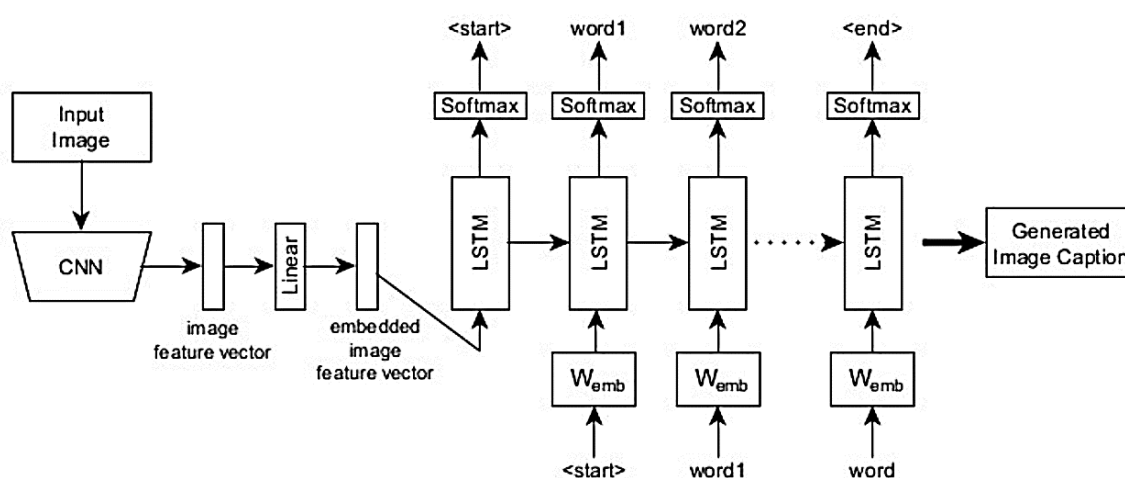 <start> word1 word2 <end>
Softmax Softmax Softmax Softmax
Input
Image
CNN
image
feature vector
Linear
embedded
image
feature vector
LSTM LSTM LSTM LSTM
Generated
Image Caption
Wemb Wemb Wemb
<start> word1 word